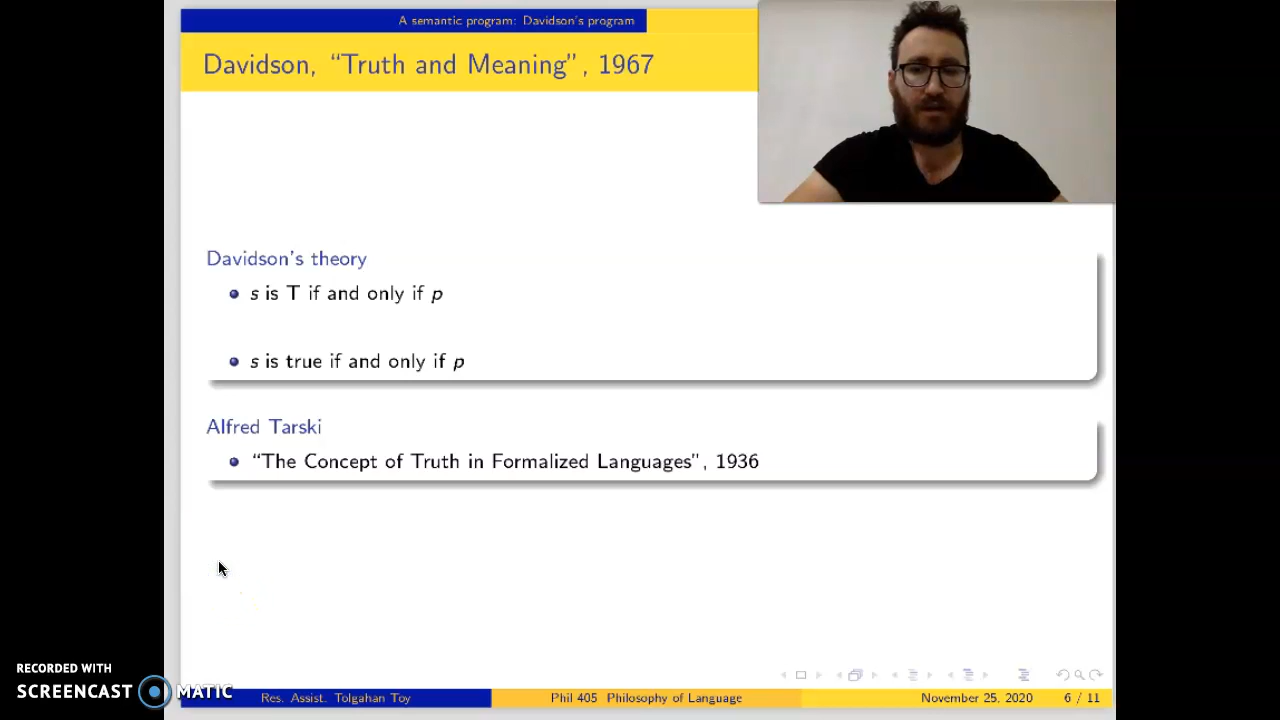 A semantic program: Davidson's program
Davidson, “Truth and Meaning”, 1967
Davidson's theory
s is T if and only if p
s is true if and only if p
Alfred Tarski
“The Concept of Truth in Formalized Languages”, 1936
RECORDED WITH
SCREENCAST MATIC
Res. Assist. Tolgahan Toy Phil 405 Philosophy of Language November 25, 2020 6 / 11